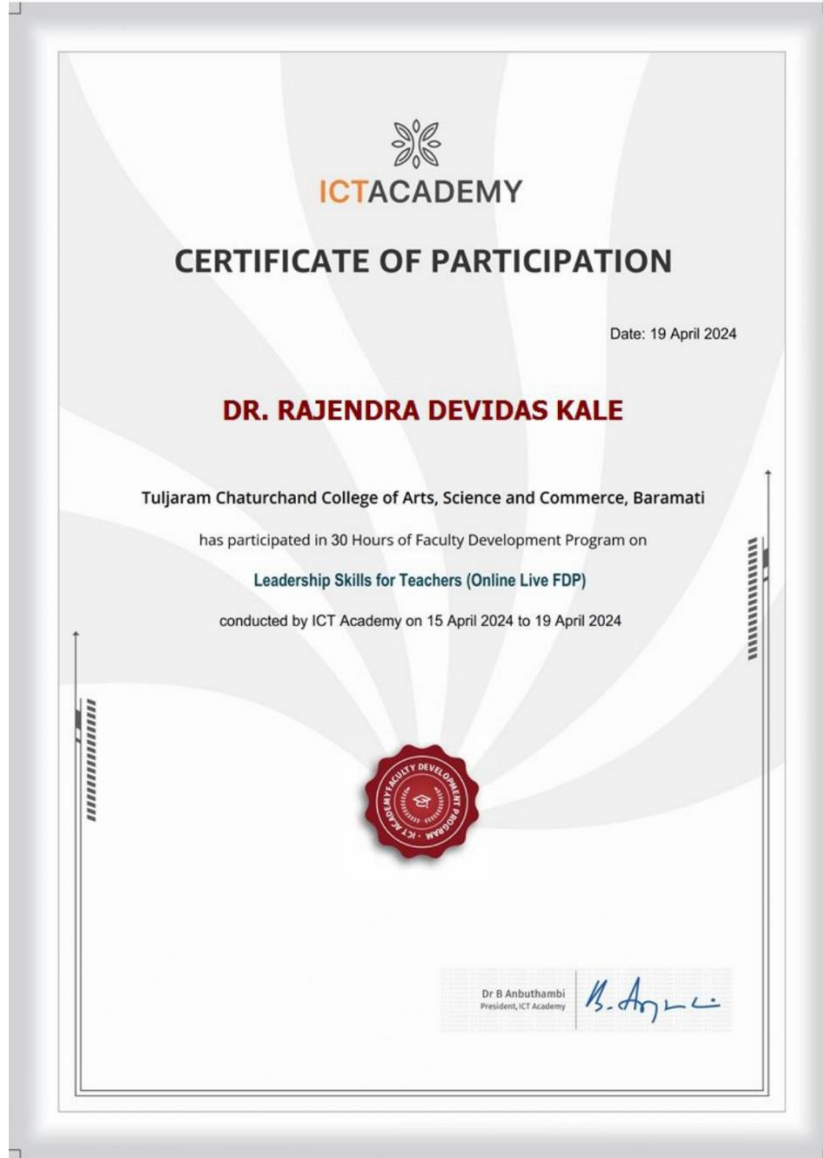 ICTACADEMY
CERTIFICATE OF PARTICIPATION
Date: 19 April 2024
DR. RAJENDRA DEVIDAS KALE
Tuljaram Chaturchand College of Arts, Science and Commerce, Baramati
has participated in 30 Hours of Faculty Development Program on
Leadership Skills for Teachers (Online Live FDP)
conducted by ICT Academy on 15 April 2024 to 19 April 2024
FACULTY DEVELOPMENT PROGRAM
· ICT ACADEMY
Dr B Anbuthambi
President, ICT Academy